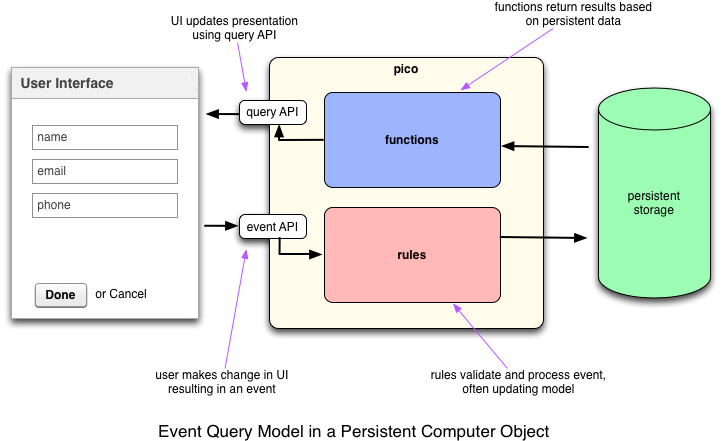 functions return results based
on persistent data
UI updates presentation
using query API
pico
User Interface
query API
name
functions
email
persistent
storage
phone
event API
rules
Done or Cancel
user makes change in UI
resulting in an event
rules validate and process event,
often updating model
Event Query Model in a Persistent Computer Object